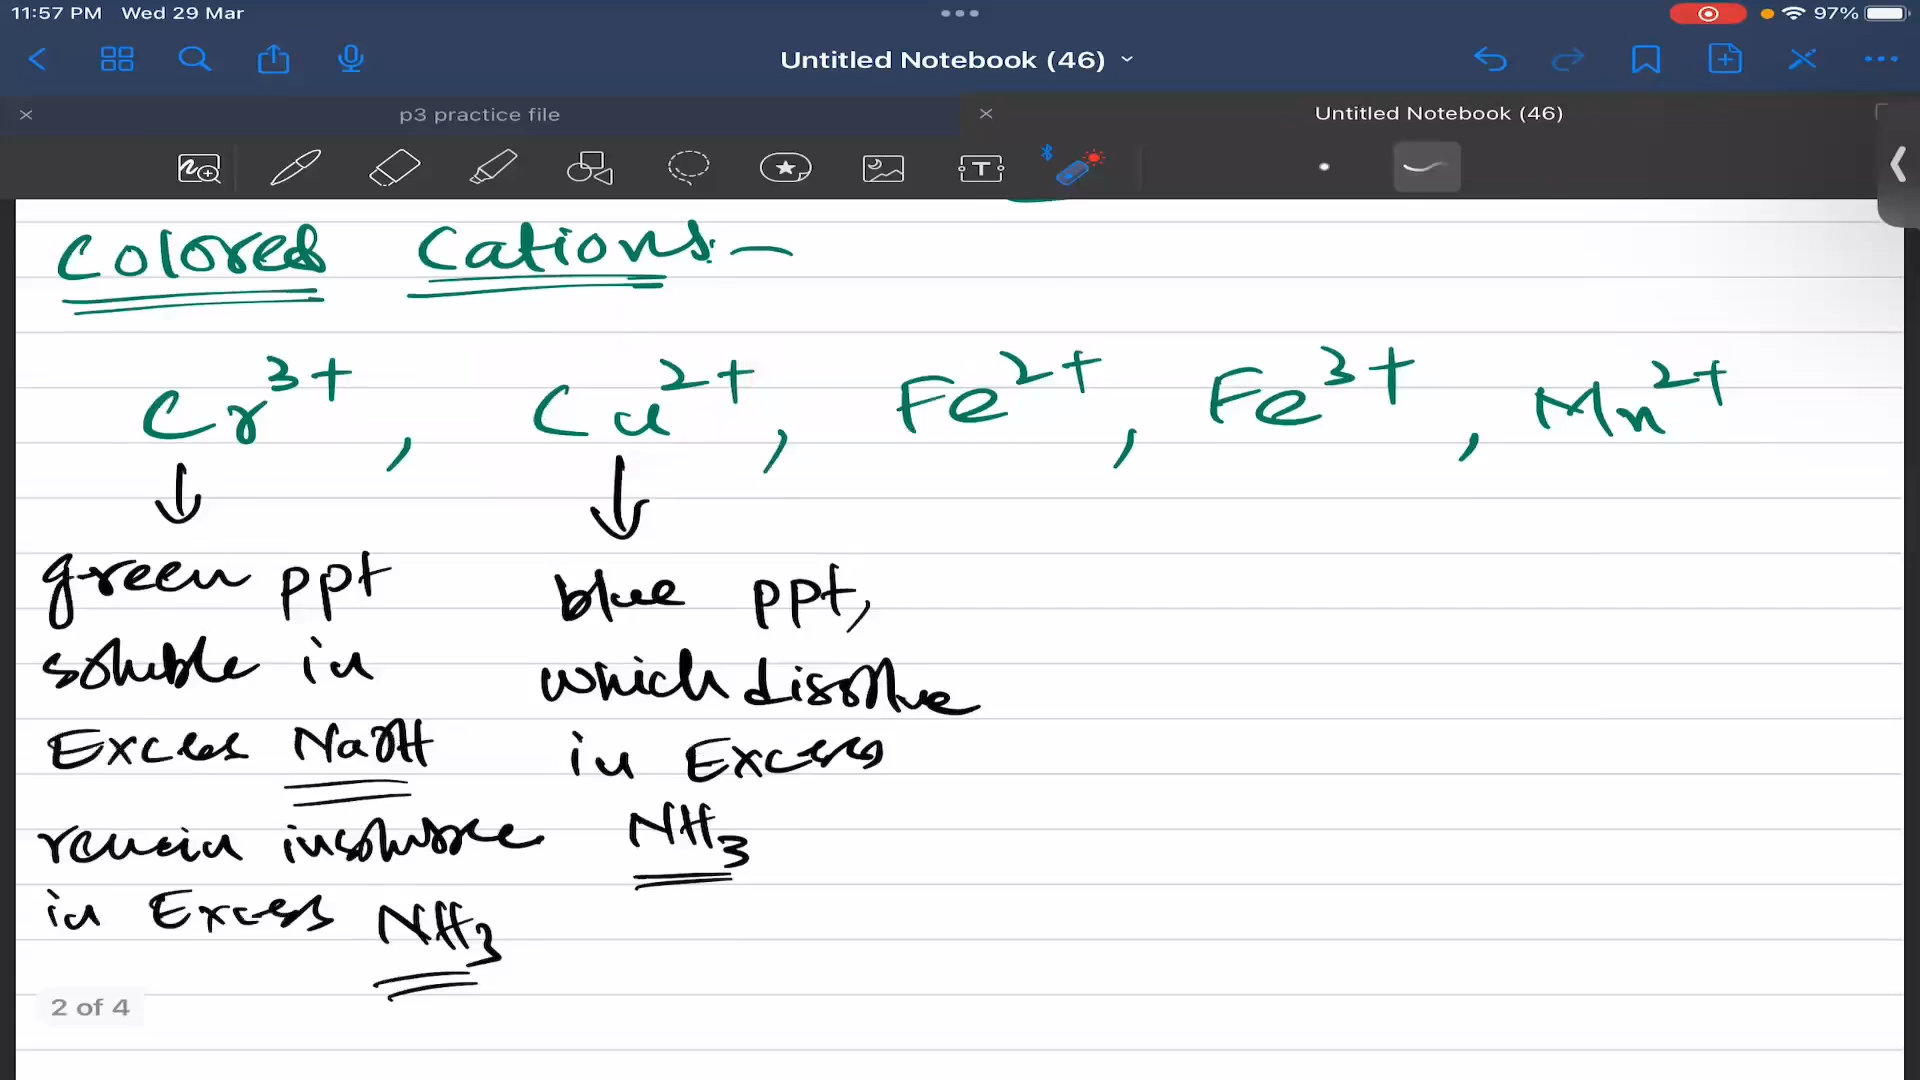 11:57 PM Wed 29 Mar
97%
Untitled Notebook (46)
p3 practice file
Untitled Notebook (46)
Colored Cations:-
Cr³⁺, Cu²⁺, Fe²⁺, Fe³⁺, Mn²⁺
↓ ↓
green ppt
soluble in
Excess NaOH
remain insoluble
in Excess NH₃
blue ppt,
which dissolve
in Excess
NH₃
2 of 4